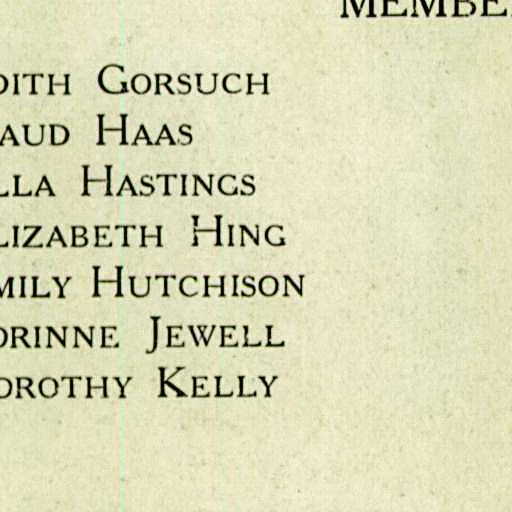 MEMBE
DITH GORSUCH
AUD HAAS
LLA HASTINGS
LIZABETH HING
MILY HUTCHISON
ORINNE JEWELL
OROTHY KELLY